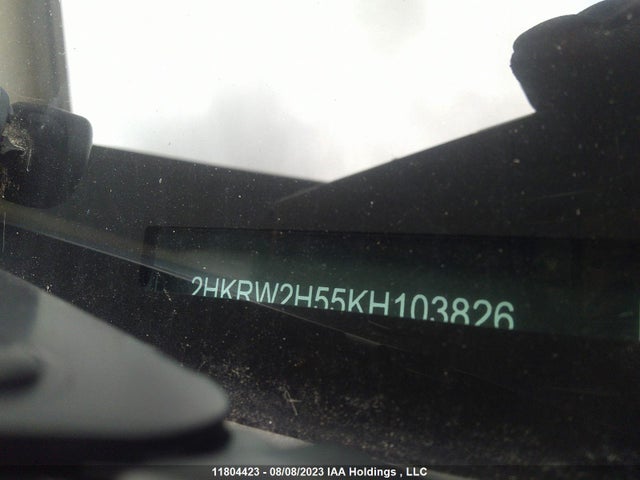 2HKRW2H55KH103826
11804423 - 08/08/2023 IAA Holdings , LLC